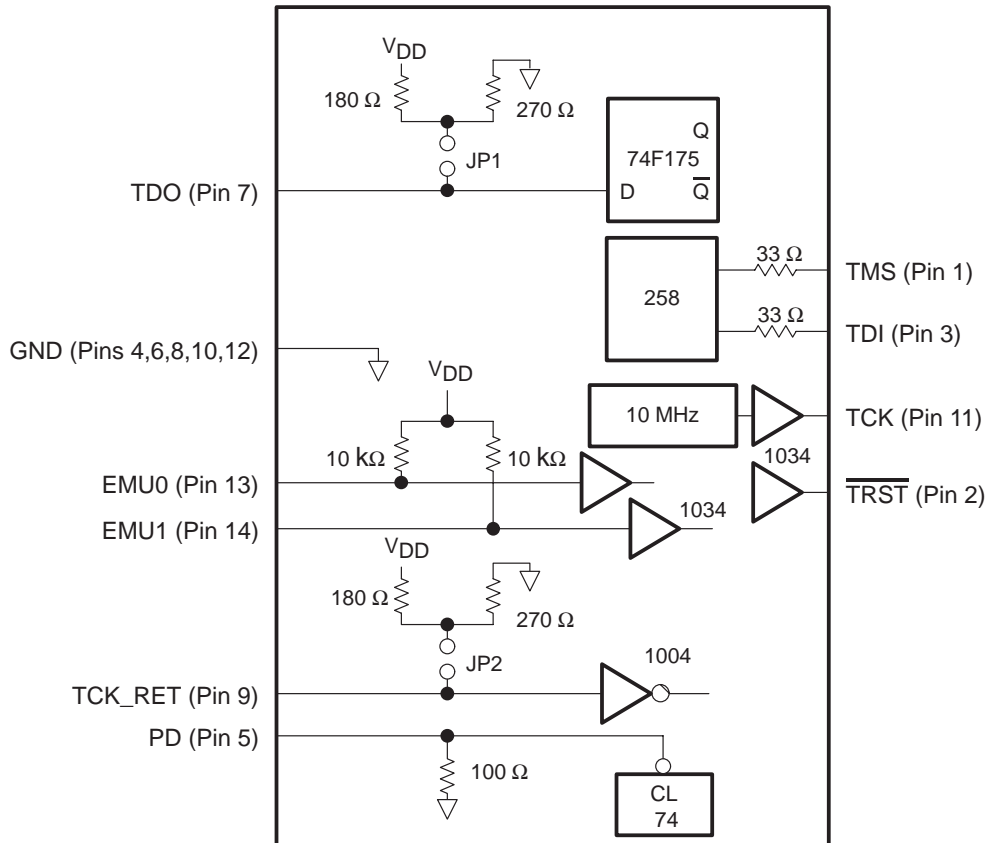 VDD
180 Ω
270 Ω
JP1
Q
74F175
D
Q̅
TDO (Pin 7)
33 Ω
TMS (Pin 1)
258
33 Ω
TDI (Pin 3)
GND (Pins 4,6,8,10,12)
VDD
10 MHz
TCK (Pin 11)
10 kΩ
10 kΩ
1034
EMU0 (Pin 13)
T̅R̅S̅T̅ (Pin 2)
1034
EMU1 (Pin 14)
VDD
180 Ω
270 Ω
JP2
1004
TCK_RET (Pin 9)
PD (Pin 5)
100 Ω
CL
74